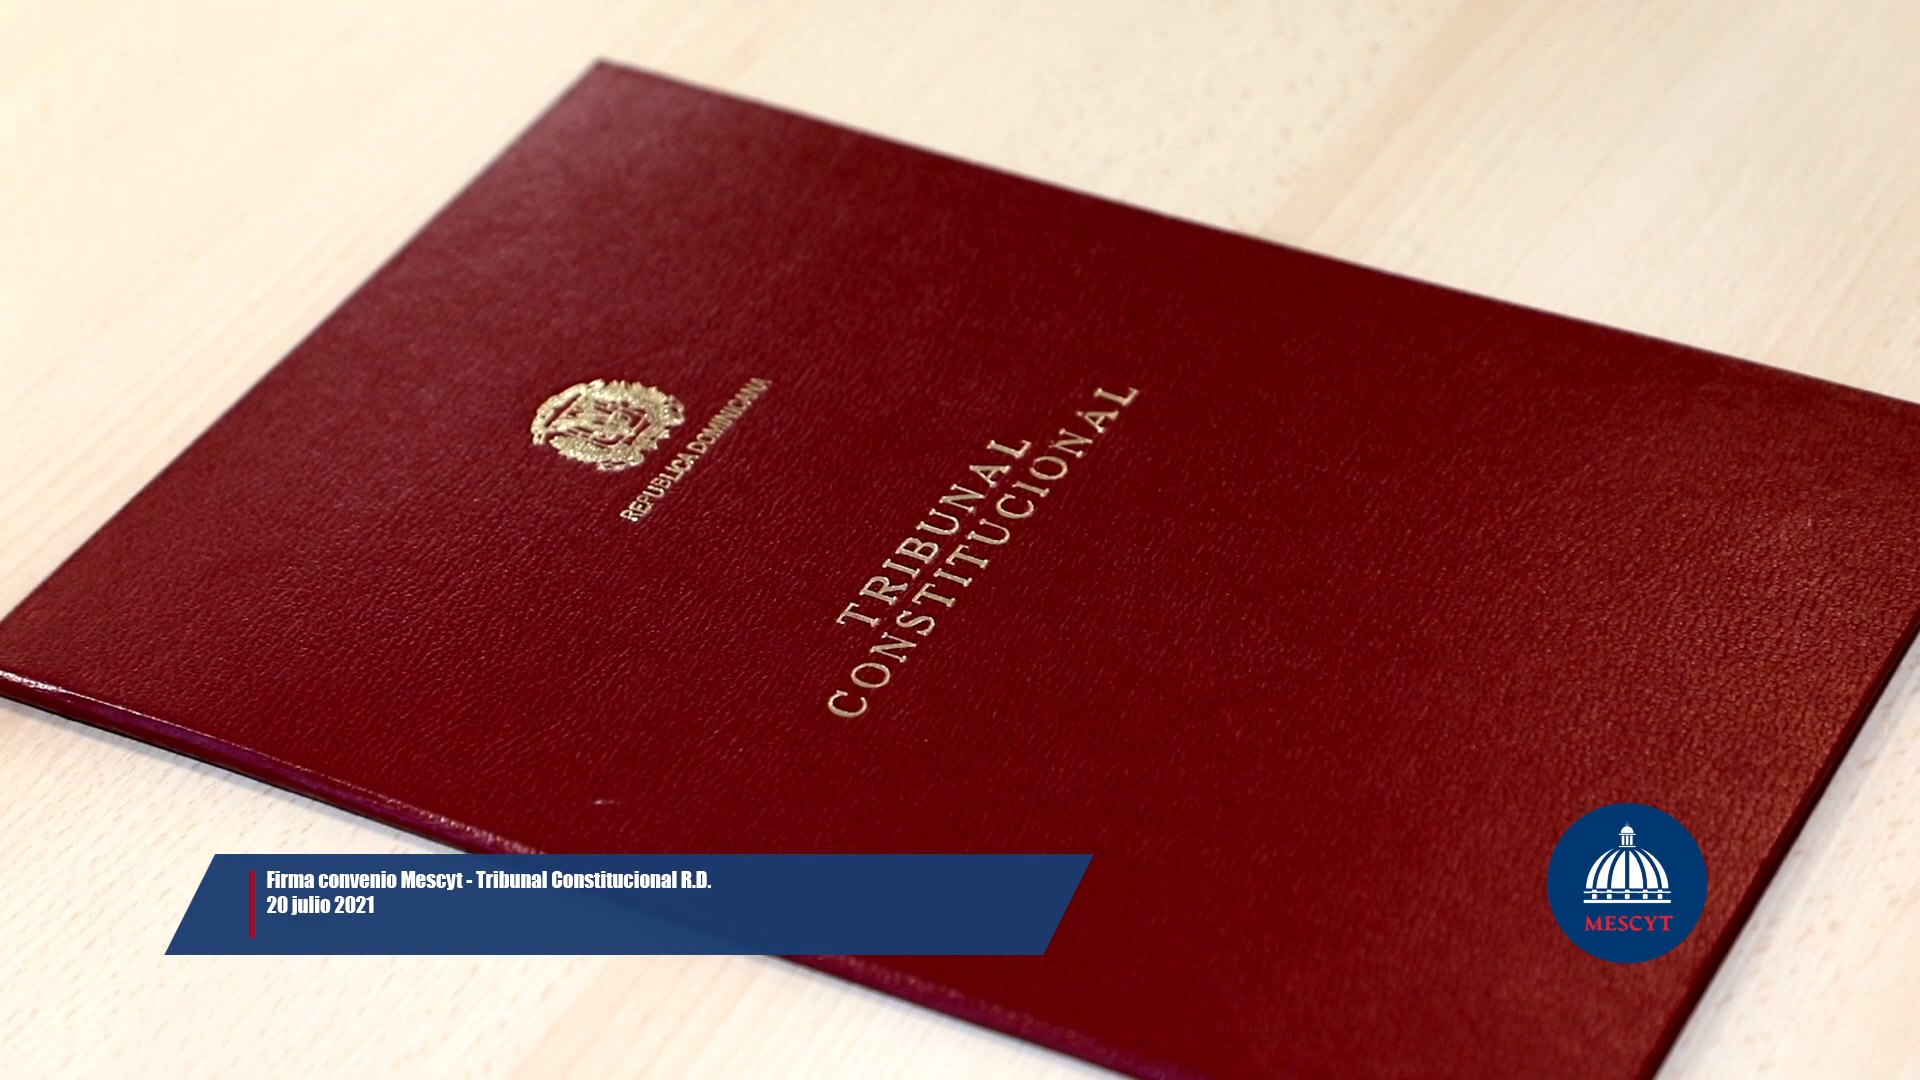 REPUBLICA DOMINICANA
TRIBUNAL
CONSTITUCIONAL
Firma convenio Mescyt - Tribunal Constitucional R.D.
20 julio 2021
MESCYT